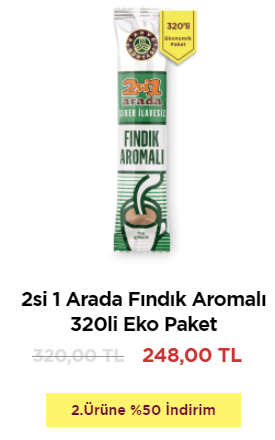 320'li
Ekonomik
Paket
2si1
arada
ŞEKER İLAVESİZ
FINDIK
AROMALI
2si 1 Arada Fındık Aromalı
320li Eko Paket
320,00 TL 248,00 TL
2.Ürüne %50 İndirim